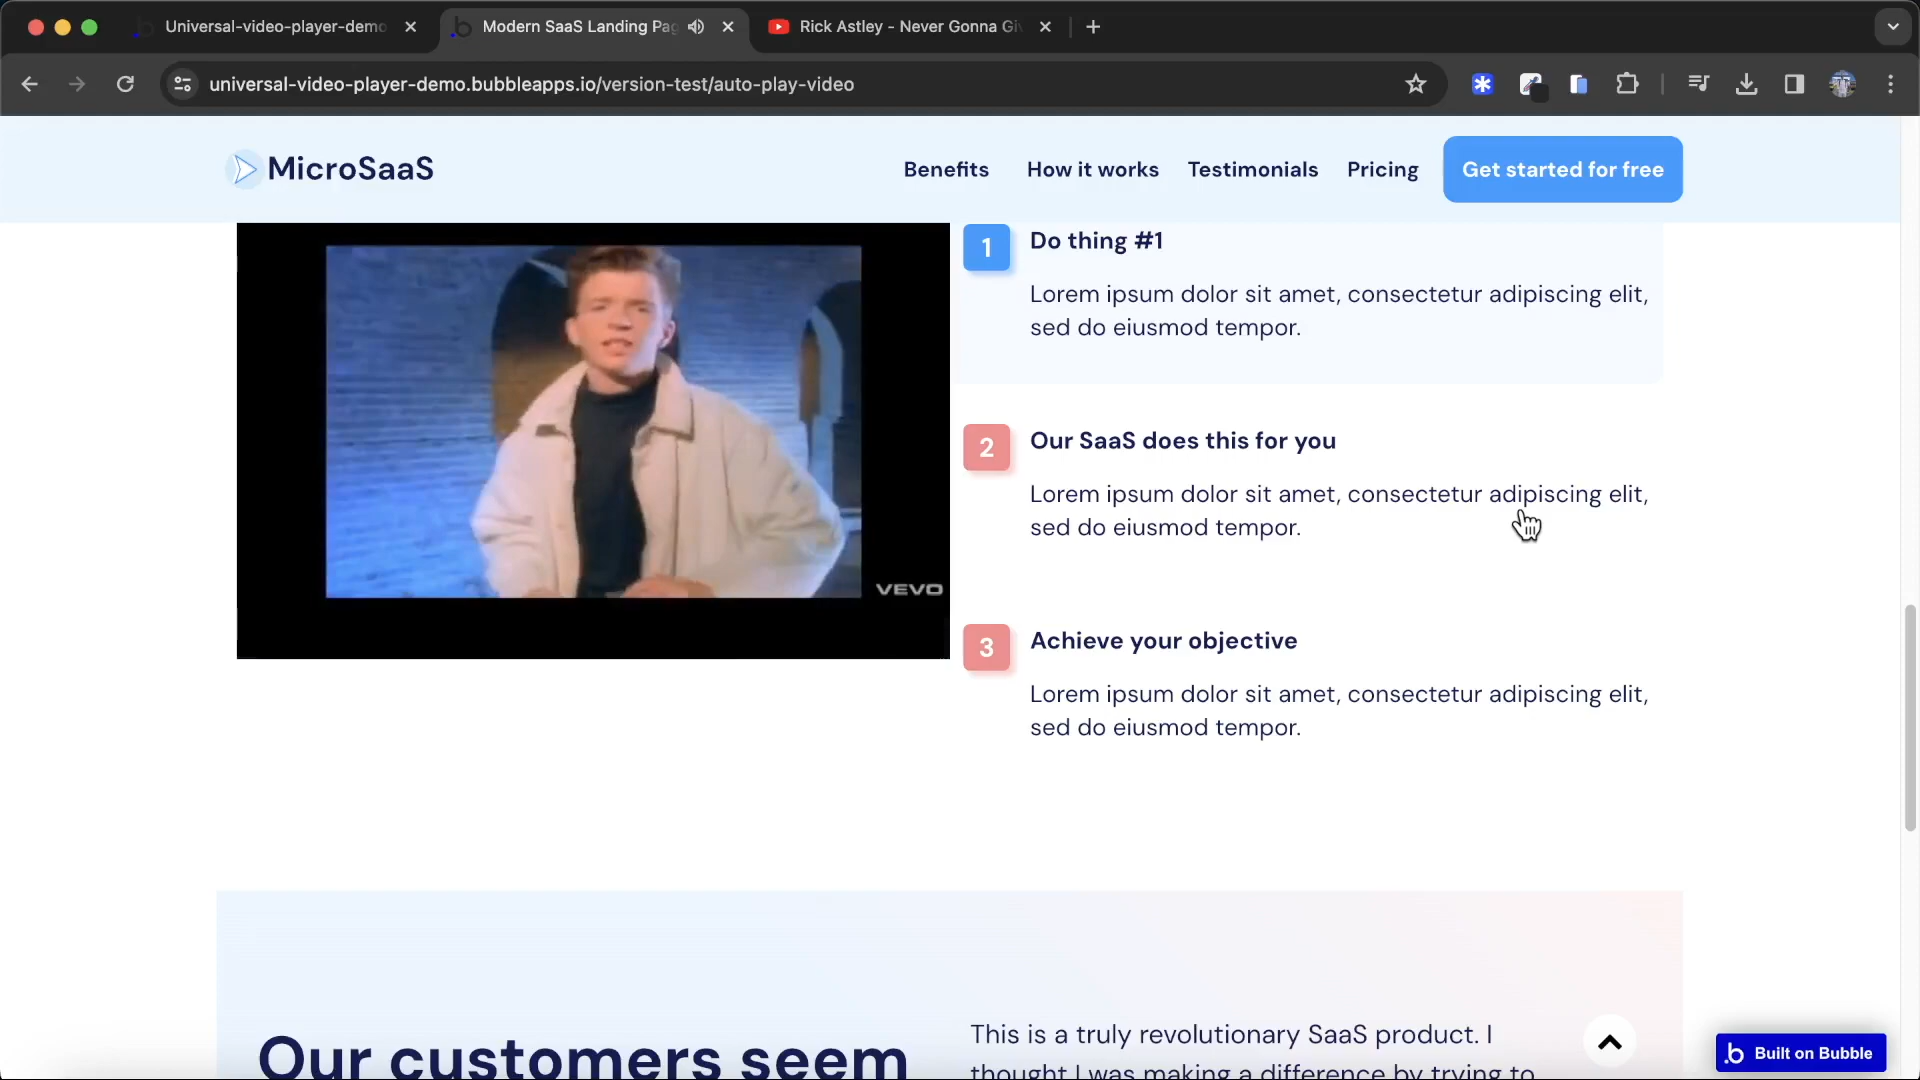 Universal-video-player-demo
Modern SaaS Landing Pag
Rick Astley - Never Gonna Gi
universal-video-player-demo.bubbleapps.io/version-test/auto-play-video
MicroSaaS
Benefits
How it works
Testimonials
Pricing
Get started for free
1
Do thing #1
Lorem ipsum dolor sit amet, consectetur adipiscing elit,
sed do eiusmod tempor.
2
Our SaaS does this for you
Lorem ipsum dolor sit amet, consectetur adipiscing elit,
sed do eiusmod tempor.
vevo
3
Achieve your objective
Lorem ipsum dolor sit amet, consectetur adipiscing elit,
sed do eiusmod tempor.
Our customers seem
This is a truly revolutionary SaaS product. I
thought I was making a difference by trying to
Built on Bubble